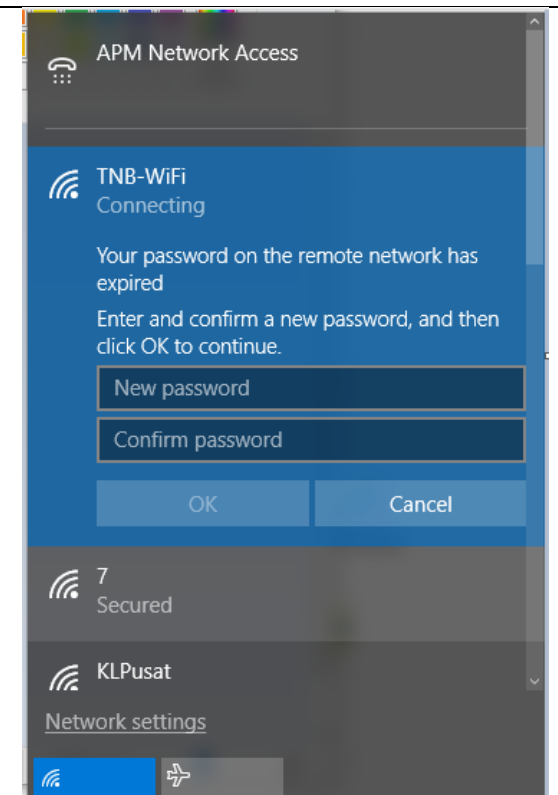 APM Network Access
TNB-WiFi
Connecting
Your password on the remote network has
expired
Enter and confirm a new password, and then
click OK to continue.
New password
Confirm password
OK
Cancel
7
Secured
KLPusat
Network settings